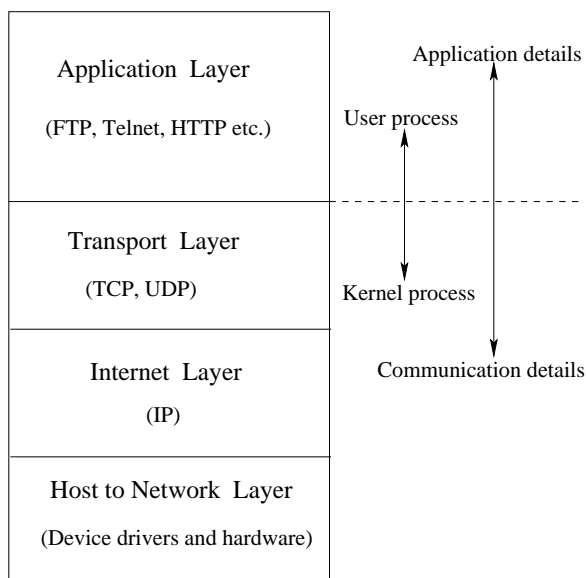 Application Layer
(FTP, Telnet, HTTP etc.)
Transport Layer
(TCP, UDP)
Internet Layer
(IP)
Host to Network Layer
(Device drivers and hardware)
Application details
User process
Kernel process
Communication details